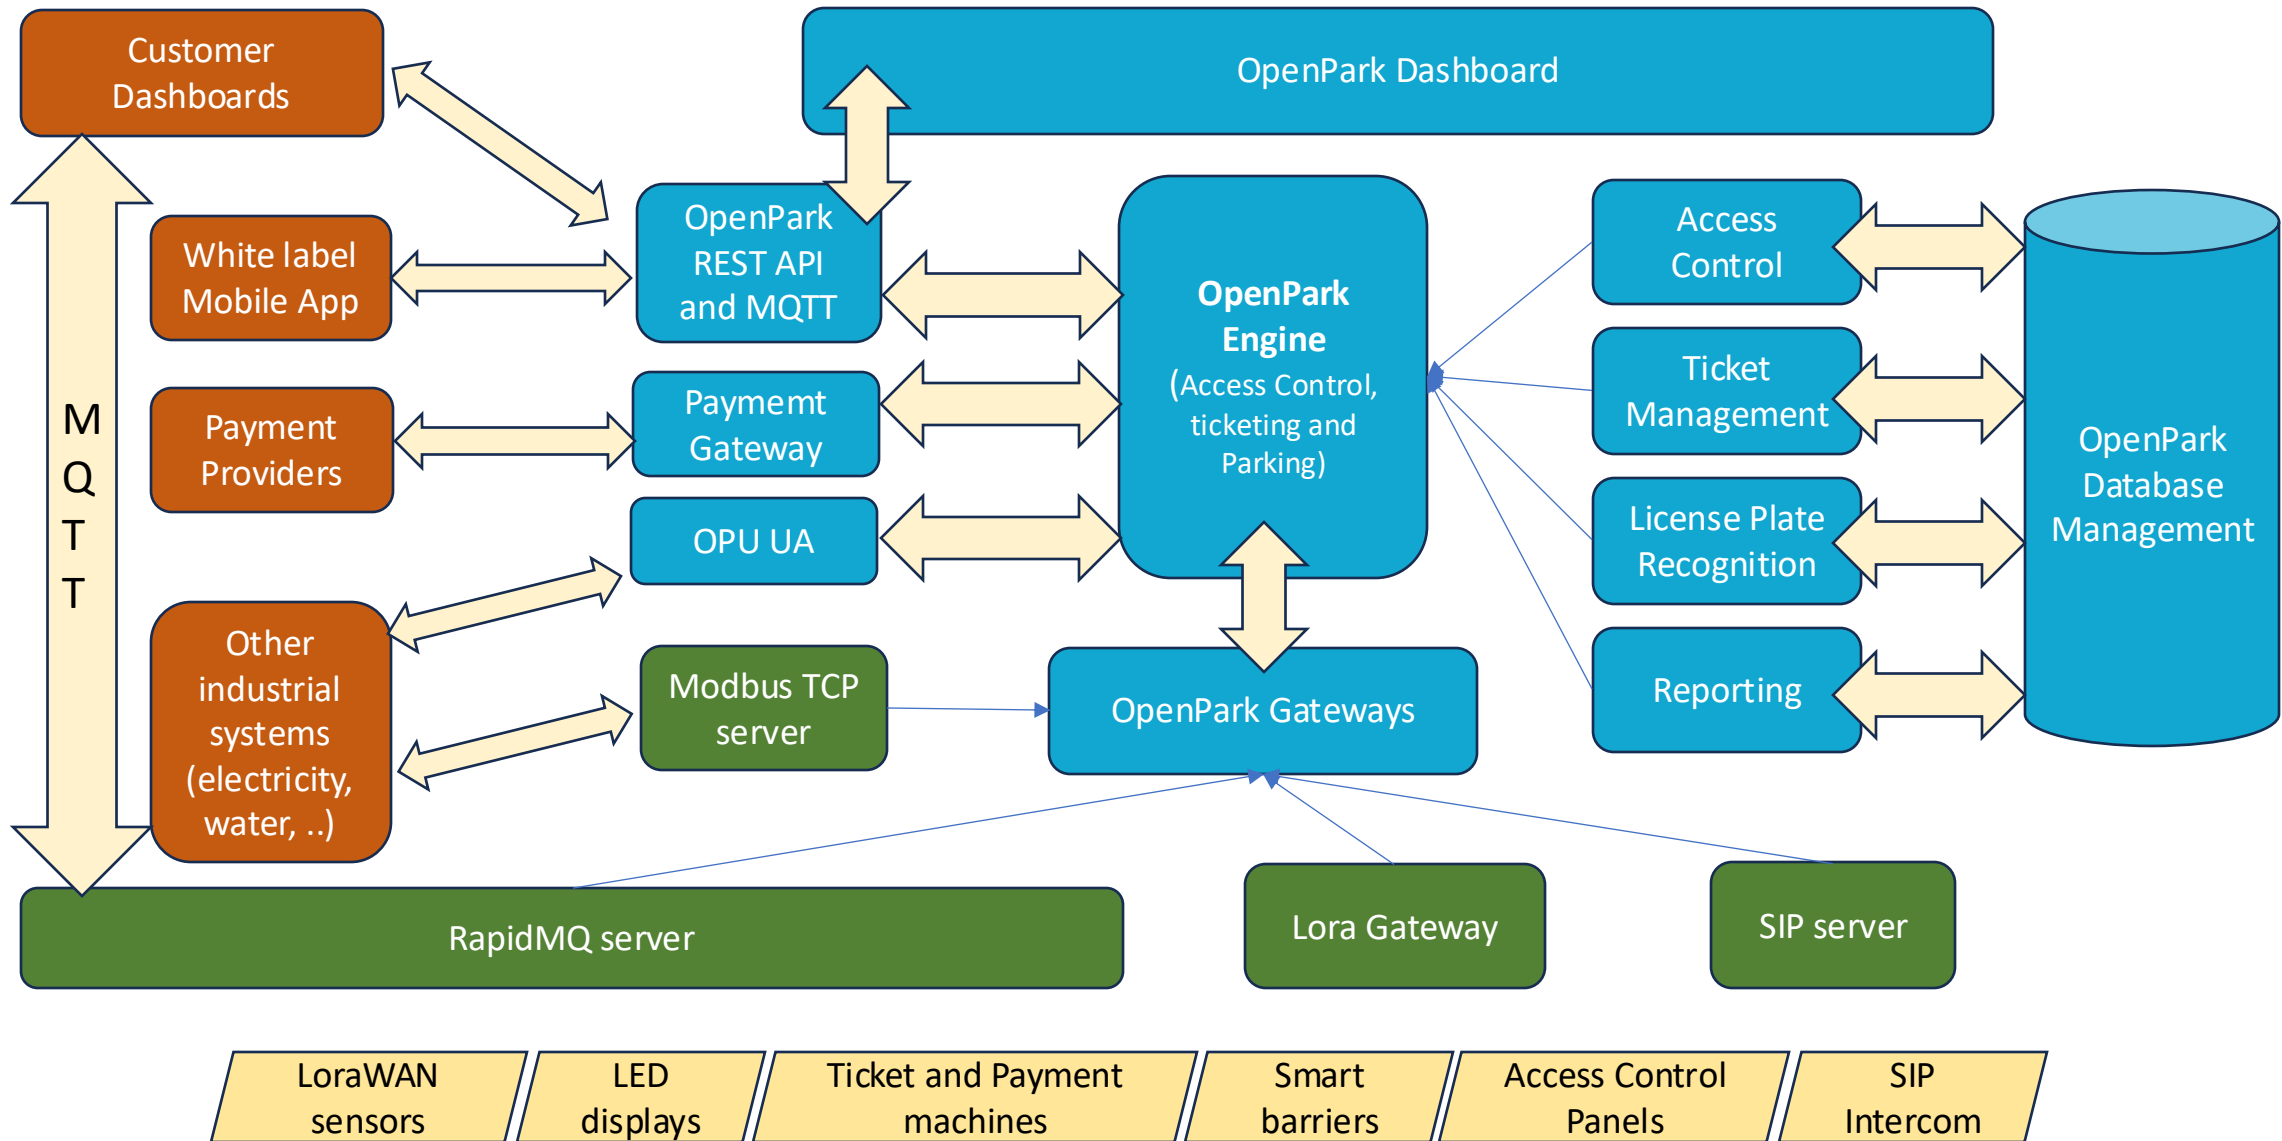 Customer
Dashboards
OpenPark Dashboard
White label
Mobile App
OpenPark
REST API
and MQTT
OpenPark
Engine
(Access Control,
ticketing and
Parking)
Access
Control
Ticket
Management
License Plate
Recognition
Reporting
OpenPark
Database
Management
M
Q
T
T
Payment
Providers
Paymemt
Gateway
OPU UA
Other
industrial
systems
(electricity,
water, ..)
Modbus TCP
server
OpenPark Gateways
RapidMQ server
Lora Gateway
SIP server
LoraWAN
sensors
LED
displays
Ticket and Payment
machines
Smart
barriers
Access Control
Panels
SIP
Intercom